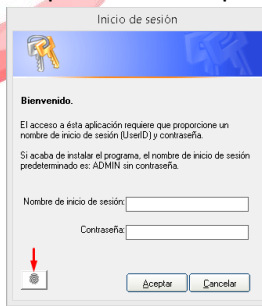 Inicio de sesión
Bienvenido.
El acceso a ésta aplicación requiere que proporcione un
nombre de inicio de sesión (UserID) y contraseña.
Si acaba de instalar el programa, el nombre de inicio de sesión
predeterminado es: ADMIN sin contraseña.
Nombre de inicio de sesión:
Contraseña:
Aceptar Cancelar